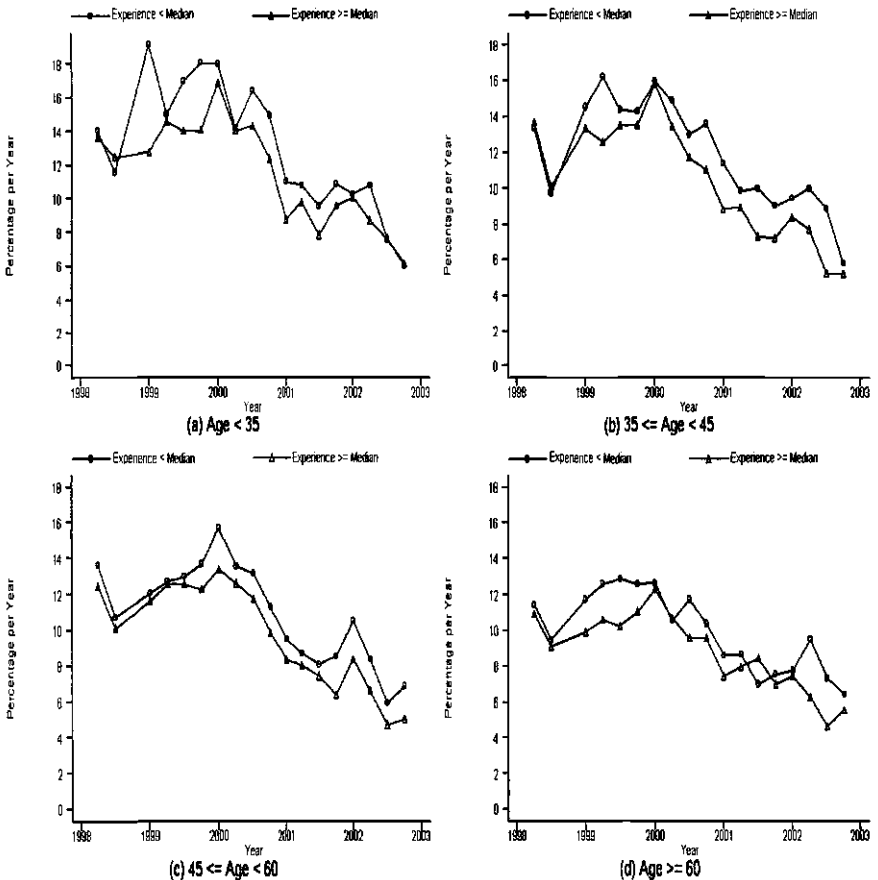 Experience < Median Experience >= Median
18
16
14
12
10
8
6
4
2
0
Percentage per Year
1998 1999 2000 2001 2002 2003
Year
(a) Age < 35
Experience < Median Experience >= Median
18
16
14
12
10
8
6
4
2
0
Percentage per Year
1998 1999 2000 2001 2002 2003
Year
(b) 35 <= Age < 45
Experience < Median Experience >= Median
18
16
14
12
10
8
6
4
2
0
Percentage per Year
1998 1999 2000 2001 2002 2003
Year
(c) 45 <= Age < 60
Experience < Median Experience >= Median
18
16
14
12
10
8
6
4
2
0
Percentage per Year
1998 1999 2000 2001 2002 2003
Year
(d) Age >= 60